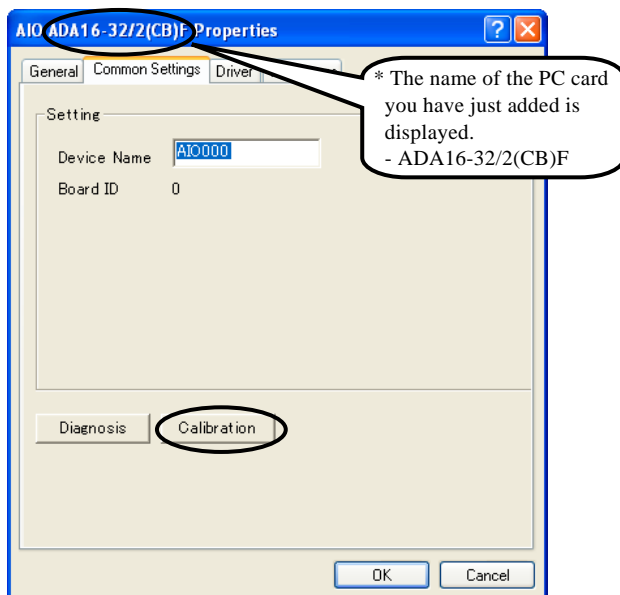 AIO ADA16-32/2(CB)F Properties
General Common Settings Driver
* The name of the PC card
you have just added is
displayed.
- ADA16-32/2(CB)F
Setting
Device Name AIO000
Board ID 0
Diagnosis Calibration
OK Cancel